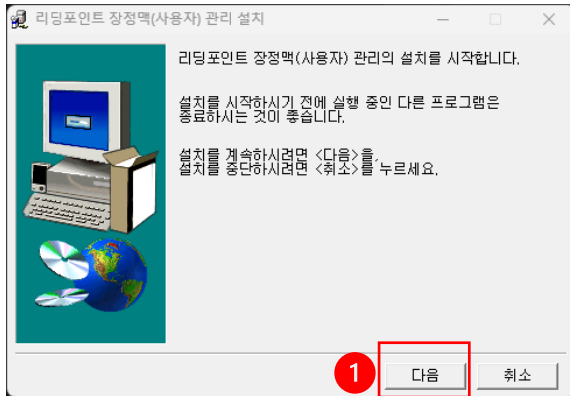 리딩포인트 장정맥(사용자) 관리 설치
리딩포인트 장정맥(사용자) 관리의 설치를 시작합니다.
설치를 시작하시기 전에 실행 중인 다른 프로그램은
종료하시는 것이 좋습니다.
설치를 계속하시려면 <다음>을,
설치를 중단하시려면 <취소>를 누르세요.
1
다음
취소